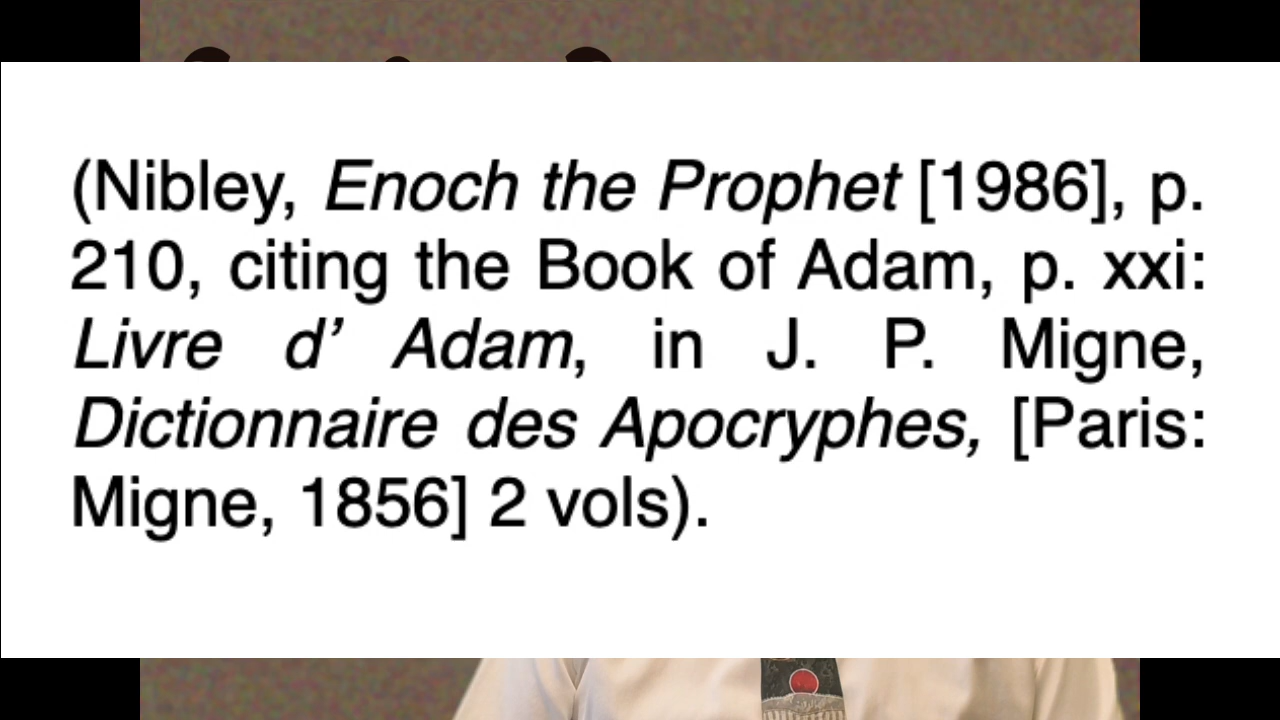 (Nibley, Enoch the Prophet [1986], p.
210, citing the Book of Adam, p. xxi:
Livre d’ Adam, in J. P. Migne,
Dictionnaire des Apocryphes, [Paris:
Migne, 1856] 2 vols).